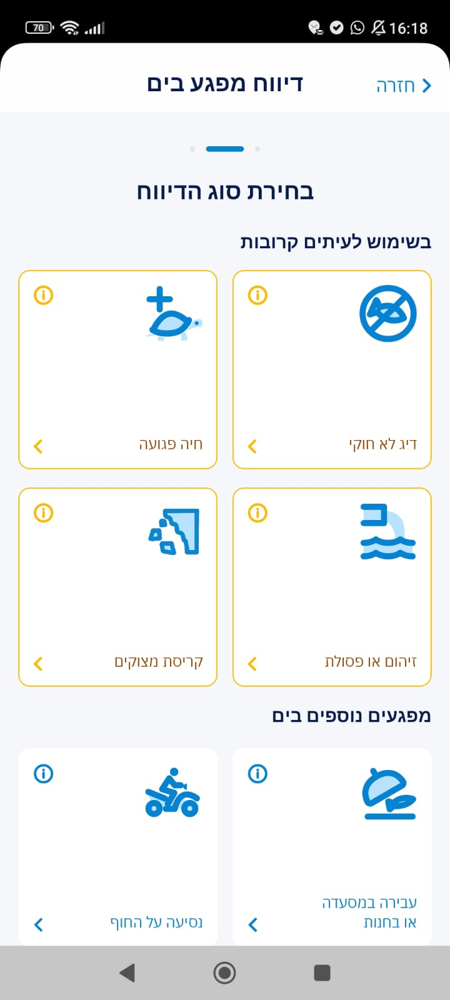 70
16:18
חזרה
דיווח מפגע בים
בחירת סוג הדיווח
בשימוש לעיתים קרובות
דיג לא חוקי
חיה פגועה
זיהום או פסולת
קריסת מצוקים
מפגעים נוספים בים
עבירה במסעדה
או בחנות
נסיעה על החוף